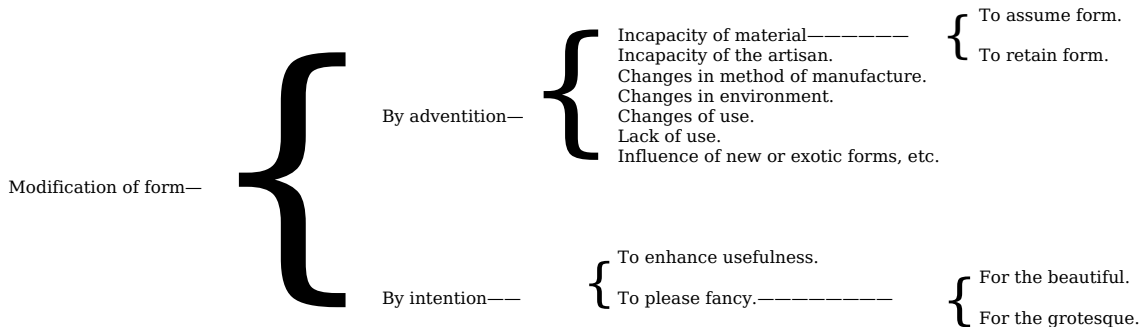 To assume form.
Incapacity of material——————
To retain form.
Incapacity of the artisan.
Changes in method of manufacture.
Changes in environment.
By adventition—
Changes of use.
Lack of use.
Influence of new or exotic forms, etc.
Modification of form—
To enhance usefulness.
For the beautiful.
By intention——
To please fancy.————————
For the grotesque.